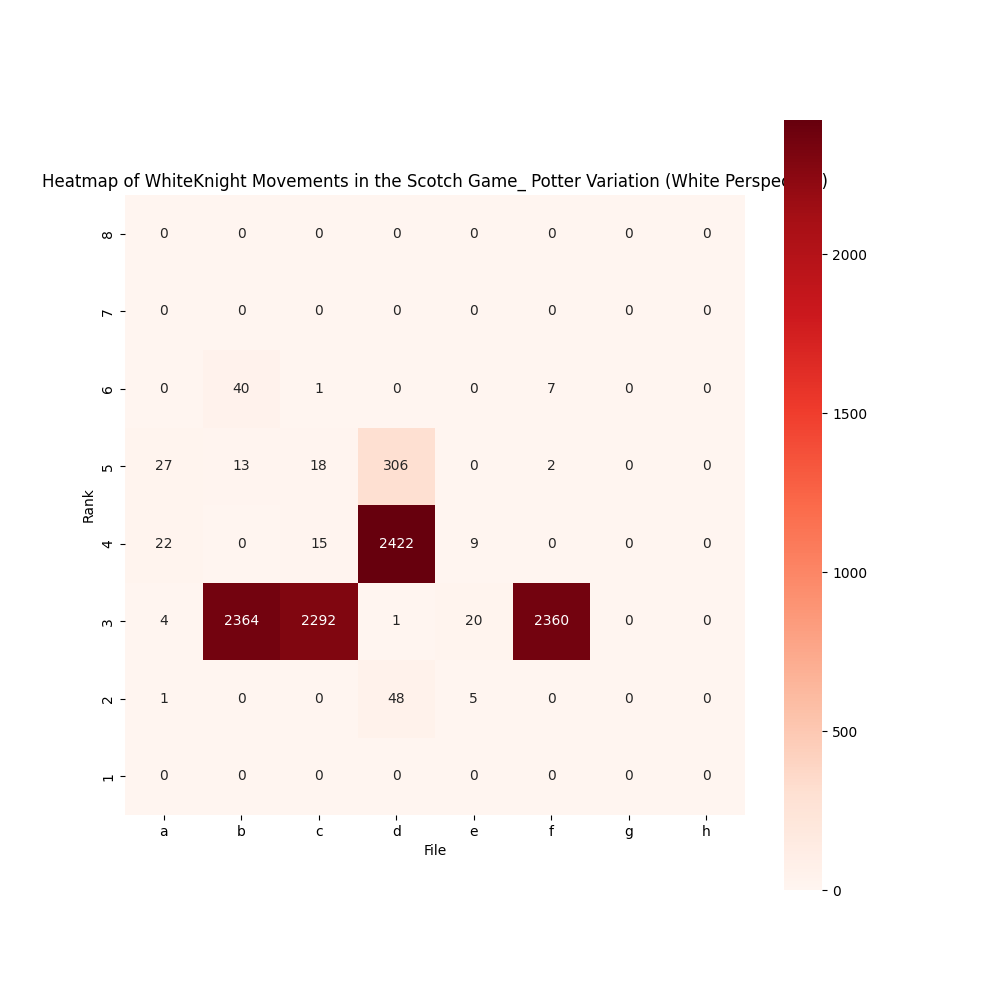 Heatmap of WhiteKnight Movements in the Scotch Game_ Potter Variation (White Perspec )
8 0 0 0 0 0 0 0 0
7 0 0 0 0 0 0 0 0
6 0 40 1 0 0 7 0 0
5 27 13 18 306 0 2 0 0
4 22 0 15 2422 9 0 0 0
3 4 2364 2292 1 20 2360 0 0
2 1 0 0 48 5 0 0 0
1 0 0 0 0 0 0 0 0
a b c d e f g h
Rank
File
2000
1500
1000
500
0